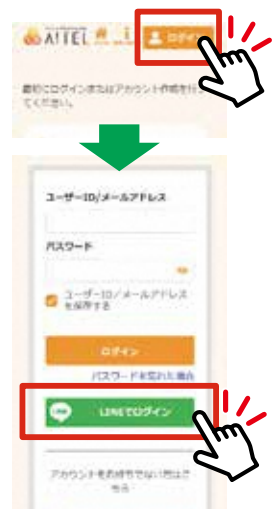 AITEL
ログイン
最初にログインまたはアカウント作成を行っ
てください。
ユーザーID/メールアドレス
パスワード
ユーザーID/メールアドレス
を保存する
ログイン
パスワードを忘れた場合
LINE
LINEでログイン
アカウントをお持ちでない方はこ
ちら